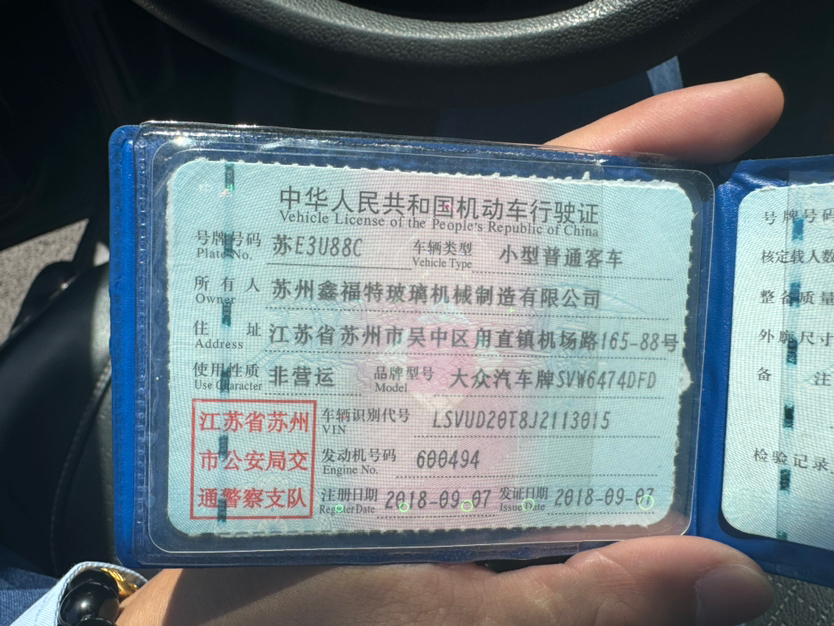 中华人民共和国机动车行驶证
Vehicle License of the People's Republic of China
号牌号码 苏E3U88C 车辆类型 小型普通客车
Plate No. Vehicle Type
所有人 苏州鑫福特玻璃机械制造有限公司
Owner
住址 江苏省苏州市吴中区甪直镇机场路165-88号
Address
使用性质 非营运 品牌型号 大众汽车牌SVW6474DFD
Use Character Model
江苏省苏州
市公安局交
通警察支队
车辆识别代号 LSVUD20T8J2113015
VIN
发动机号码 600494
Engine No.
注册日期 2018-09-07 发证日期 2018-09-07
Register Date Issue Date
号牌号码
核定载人数
整备质量
外廓尺寸
备注
检验记录